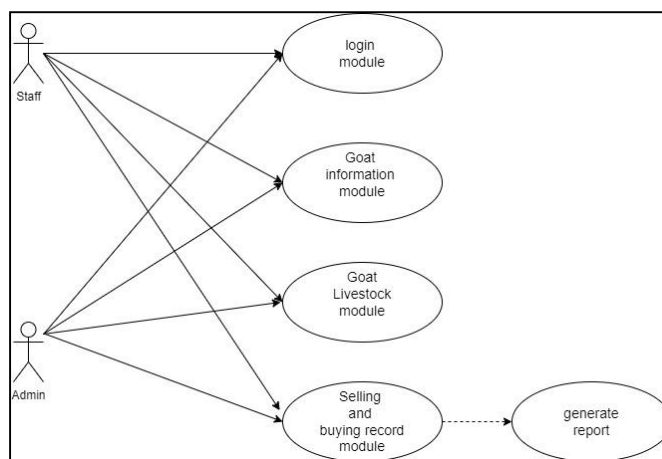 login
module
Staff
Goat
information
module
Goat
Livestock
module
Admin
Selling
and
buying record
module
generate
report